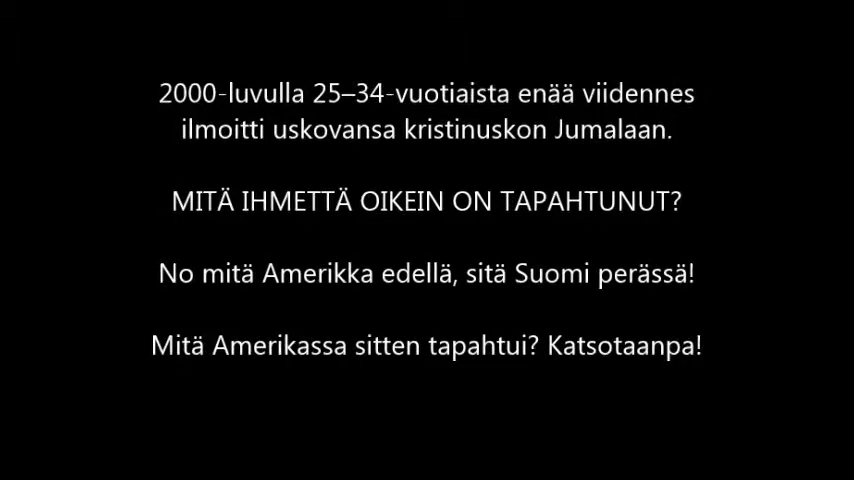 2000-luvulla 25–34-vuotiaista enää viidennes
ilmoitti uskovansa kristinuskon Jumalaan.
MITÄ IHMETTÄ OIKEIN ON TAPAHTUNUT?
No mitä Amerikka edellä, sitä Suomi perässä!
Mitä Amerikassa sitten tapahtui? Katsotaanpa!